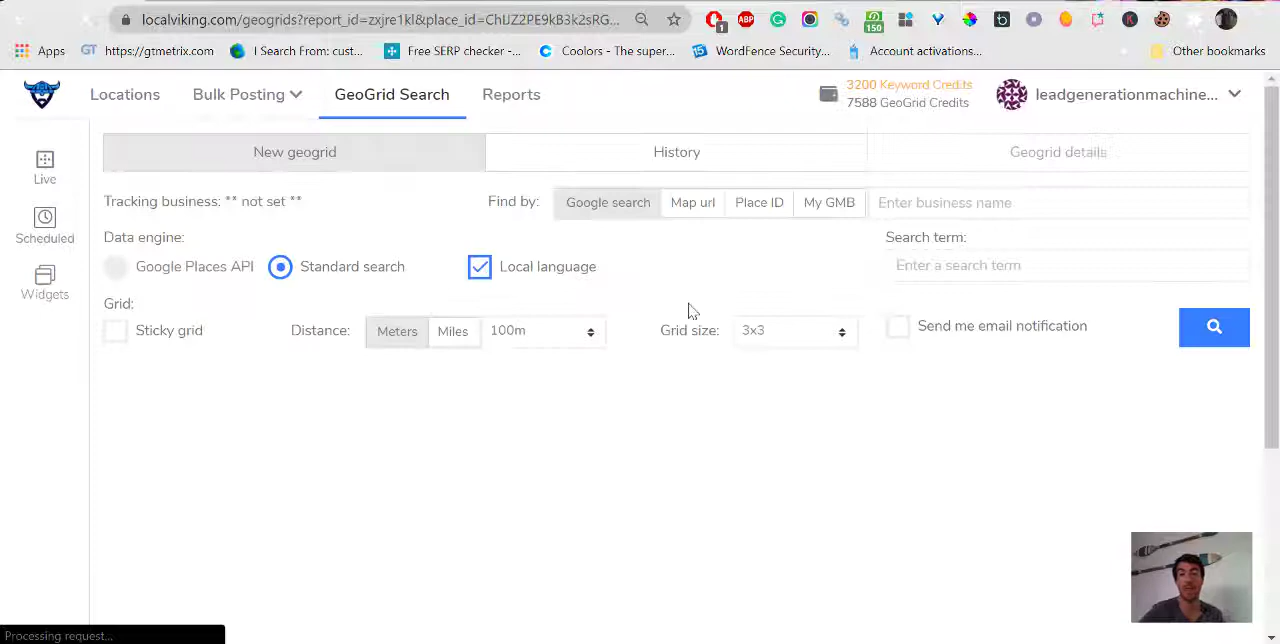 localviking.com/geogrids?report_id=zxjre1kl&place_id=ChIJZ2PE9kB3k2sRG...
1
ABP
150
Apps
GT https://gtmetrix.com
I Search From: cust...
Free SERP checker -...
Coolors - The super...
WordFence Security,...
Account activations...
Other bookmarks
Locations
Bulk Posting
GeoGrid Search
Reports
3200 Keyword Credits
7588 GeoGrid Credits
leadgenerationmachine...
Live
Scheduled
Widgets
New geogrid
History
Geogrid details
Tracking business: ** not set **
Find by:
Google search
Map url
Place ID
My GMB
Enter business name
Data engine:
Google Places API
Standard search
Local language
Search term:
Enter a search term
Grid:
Sticky grid
Distance:
Meters
Miles
100m
Grid size:
3x3
Send me email notification
Processing request...